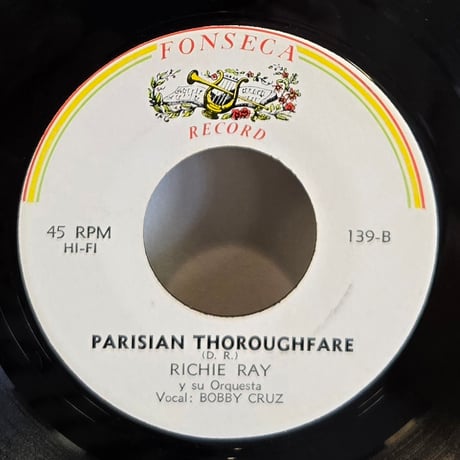 FONSECA
RECORD
45 RPM
HI-FI
139-B
PARISIAN THOROUGHFARE
(D. R.)
RICHIE RAY
y su Orquesta
Vocal: BOBBY CRUZ